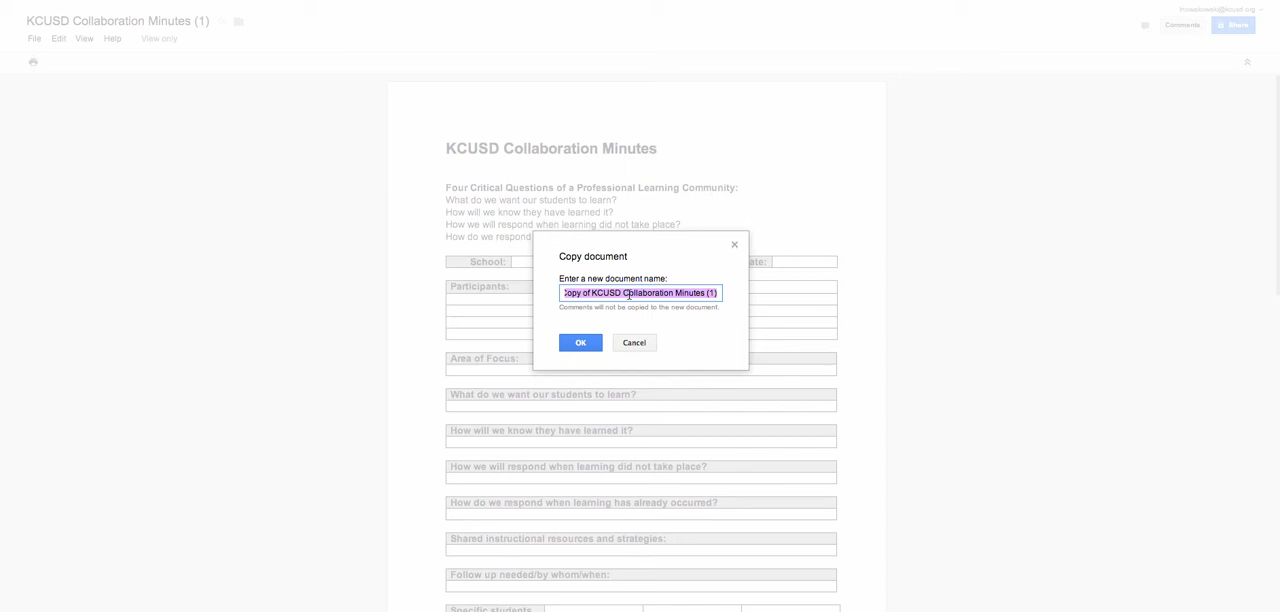 KCUSD Collaboration Minutes (1)
File Edit View Help View only
Comments Share
KCUSD Collaboration Minutes
Four Critical Questions of a Professional Learning Community:
What do we want our students to learn?
How will we know they have learned it?
How we will respond when learning did not take place?
How do we respond
School:
ate:
Participants:
Area of Focus:
What do we want our students to learn?
How will we know they have learned it?
How we will respond when learning did not take place?
How do we respond when learning has already occurred?
Shared instructional resources and strategies:
Follow up needed/by whom/when:
Specific students
Copy document
Enter a new document name:
Copy of KCUSD Collaboration Minutes (1)
Comments will not be copied to the new document.
OK Cancel